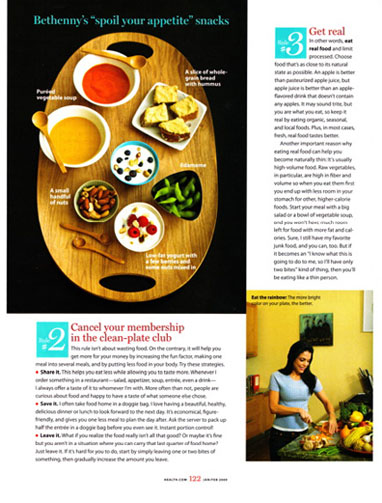 Bethenny's "spoil your appetite" snacks
Puréed
vegetable soup
A slice of whole-
grain bread
with hummus
Edamame
A small
handful
of nuts
Low-fat yogurt with
a few berries and
some nuts mixed in
Rule
#2
Cancel your membership
in the clean-plate club
This rule isn't about wasting food. On the contrary, it will help you
get more for your money by increasing the fun factor, making one
meal into several meals, and by putting less food in your body. Try these strategies.
● Share it. This helps you eat less while allowing you to taste more. Whenever I
order something in a restaurant—salad, appetizer, soup, entrée, even a drink—
I always offer a taste of it to whomever I'm with. More often than not, people are
curious about food and happy to have a taste of what someone else chose.
● Save it. I often take food home in a doggie bag. I love having a beautiful, healthy,
delicious dinner or lunch to look forward to the next day. It's economical, figure-
friendly, and gives you one less meal to plan the day after. Ask the server to pack up
half the entrée in a doggie bag before you even see it. Instant portion control!
● Leave it. What if you realize the food really isn't all that good? Or maybe it's fine
but you aren't in a situation where you can carry that last quarter of food home?
Just leave it. If it's hard for you to do, start by simply leaving one or two bites of
something, then gradually increase the amount you leave.
Rule
#3
Get real
In other words, eat
real food and limit
processed. Choose
food that's as close to its natural
state as possible. An apple is better
than pasteurized apple juice, but
apple juice is better than an apple-
flavored drink that doesn't contain
any apples. It may sound trite, but
you are what you eat, so keep it
real by eating organic, seasonal,
and local foods. Plus, in most cases,
fresh, real food tastes better.
Another important reason why
eating real food can help you
become naturally thin: It's usually
high-volume food. Raw vegetables,
in particular, are high in fiber and
volume so when you eat them first
you end up with less room in your
stomach for other, higher-calorie
foods. Start your meal with a big
salad or a bowl of vegetable soup,
and you won't have much room
left for food with more fat and cal-
ories. Sure, I still have my favorite
junk food, and you can, too. But if
it becomes an "I know what this is
going to do to me, so I'll have only
two bites" kind of thing, then you'll
be eating like a thin person.
Eat the rainbow: The more bright
color on your plate, the better.
HEALTH.COM 122 JAN/FEB 2009